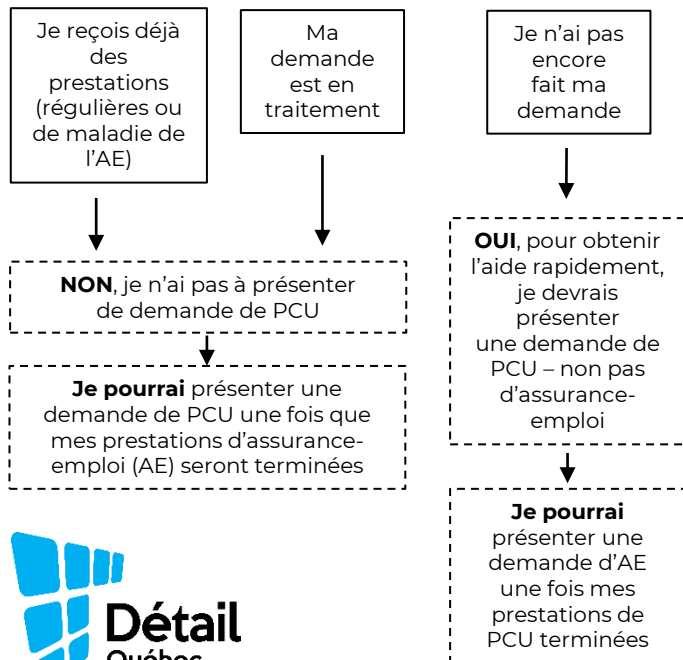 Je reçois déjà
des
prestations
(régulières ou
de maladie de
l'AE)
Ma
demande
est en
traitement
Je n'ai pas
encore
fait ma
demande
NON, je n'ai pas à présenter
de demande de PCU
Je pourrai présenter une
demande de PCU une fois que
mes prestations d'assurance-
emploi (AE) seront terminées
OUI, pour obtenir
l'aide rapidement,
je devrais
présenter
une demande de
PCU – non pas
d'assurance-
emploi
Je pourrai
présenter une
demande d'AE
une fois mes
prestations de
PCU terminées
Détail
Québec